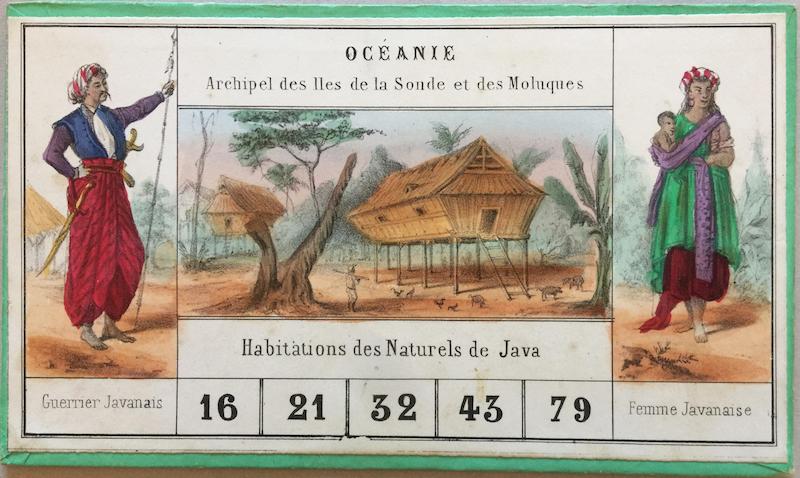 OCÉANIE
Archipel des Iles de la Sonde et des Moluques
Habitations des Naturels de Java
Guerrier Javanais
16 21 32 43 79
Femme Javanaise